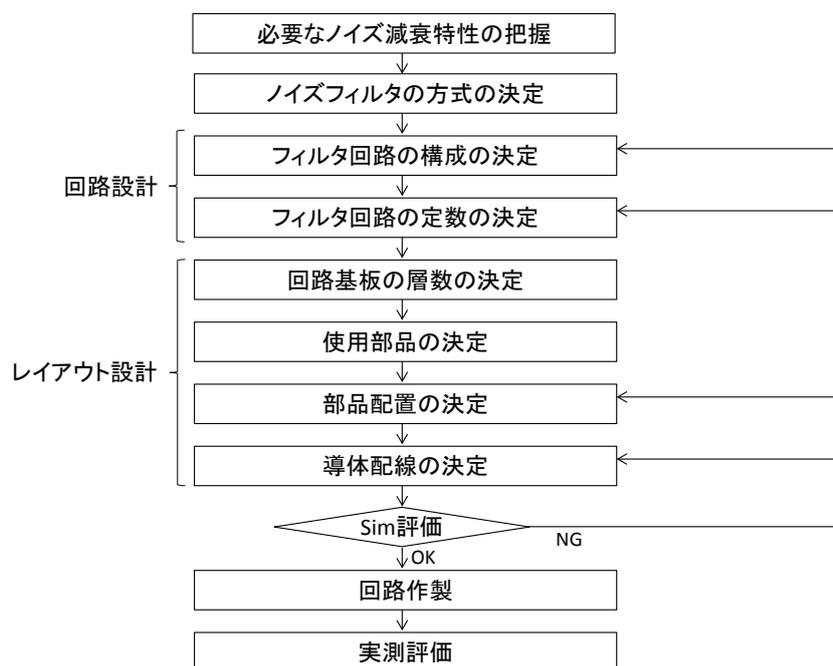 必要なノイズ減衰特性の把握
ノイズフィルタの方式の決定
フィルタ回路の構成の決定
回路設計
フィルタ回路の定数の決定
回路基板の層数の決定
使用部品の決定
レイアウト設計
部品配置の決定
導体配線の決定
Sim評価
NG
OK
回路作製
実測評価